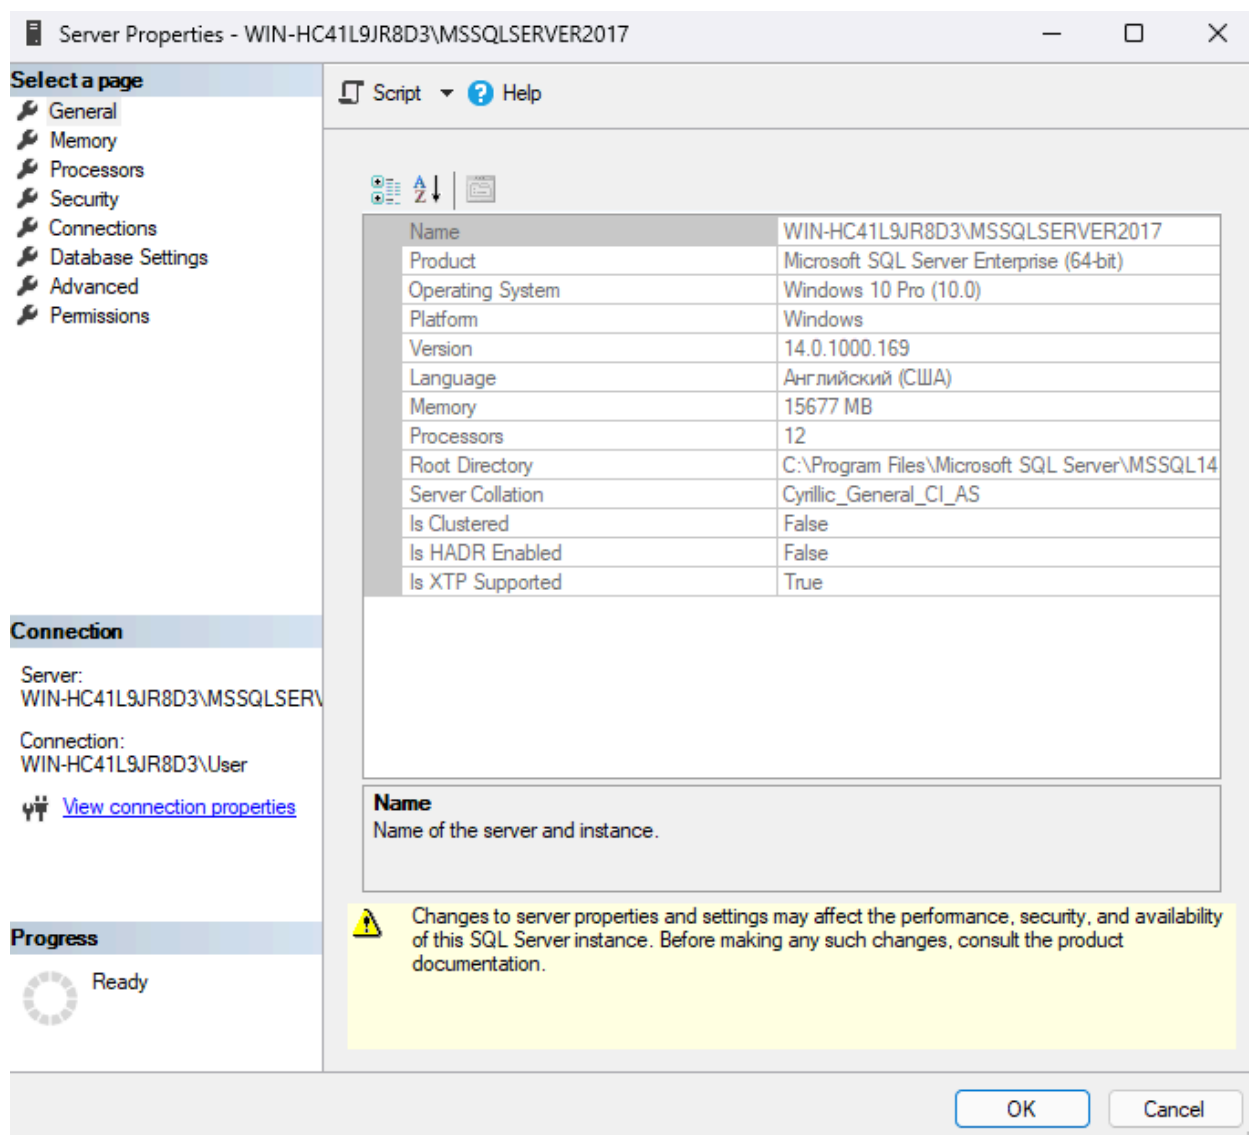 Server Properties - WIN-HC41L9JR8D3\MSSQLSERVER2017
Select a page
General
Memory
Processors
Security
Connections
Database Settings
Advanced
Permissions
Connection
Server:
WIN-HC41L9JR8D3\MSSQLSERV
Connection:
WIN-HC41L9JR8D3\User
View connection properties
Progress
Ready
Script Help
Name WIN-HC41L9JR8D3\MSSQLSERVER2017
Product Microsoft SQL Server Enterprise (64-bit)
Operating System Windows 10 Pro (10.0)
Platform Windows
Version 14.0.1000.169
Language Английский (США)
Memory 15677 MB
Processors 12
Root Directory C:\Program Files\Microsoft SQL Server\MSSQL14
Server Collation Cyrillic_General_CI_AS
Is Clustered False
Is HADR Enabled False
Is XTP Supported True
Name
Name of the server and instance.
Changes to server properties and settings may affect the performance, security, and availability
of this SQL Server instance. Before making any such changes, consult the product
documentation.
OK Cancel